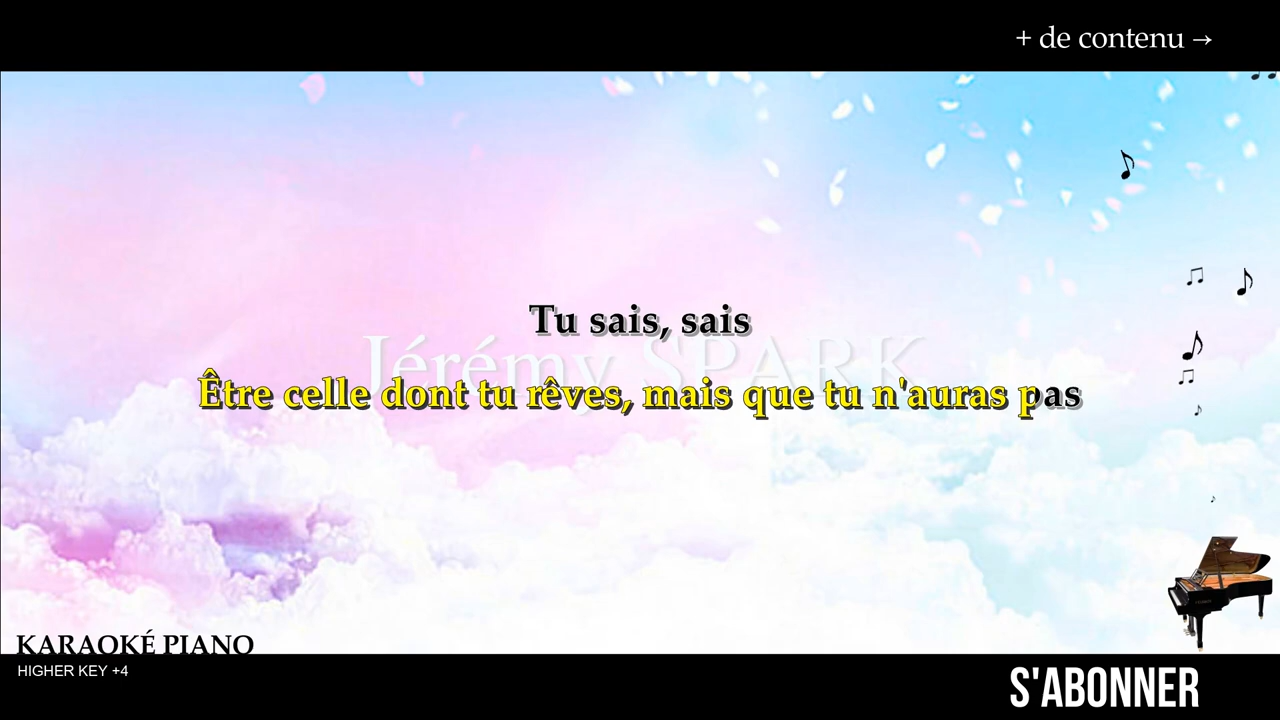 + de contenu →
Tu sais, sais
Jérémy SPARK
Être celle dont tu rêves, mais que tu n'auras pas
KARAOKÉ PIANO
HIGHER KEY +4
S'ABONNER